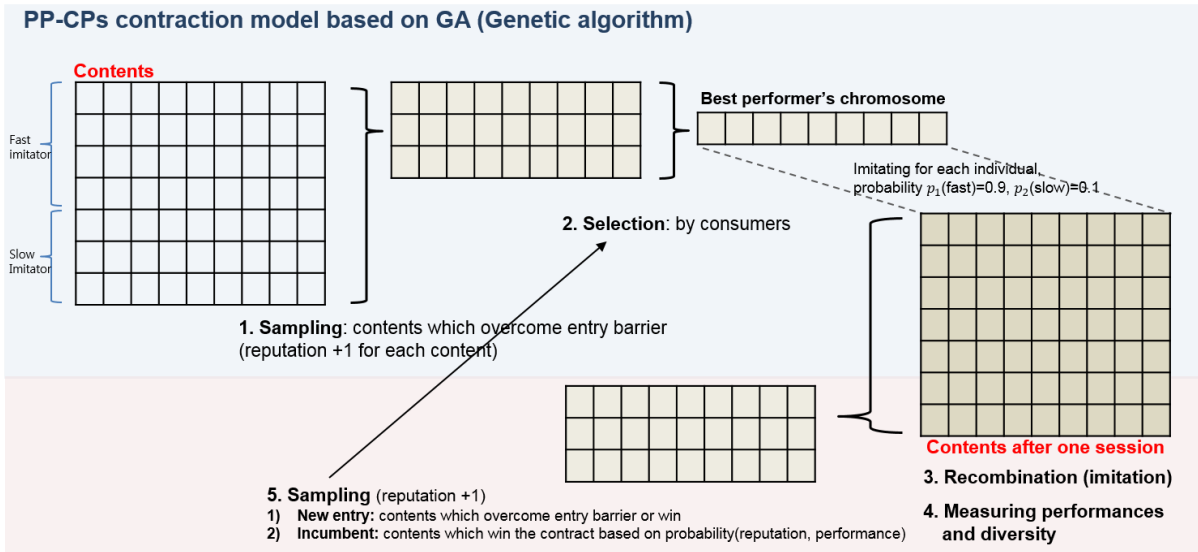 PP-CPs contraction model based on GA (Genetic algorithm)
Contents
Fast
imitator
Slow
Imitator
Best performer's chromosome
Imitating for each individual,
probability p₁(fast)=0.9, p₂(slow)=0.1
2. Selection: by consumers
1. Sampling: contents which overcome entry barrier
(reputation +1 for each content)
Contents after one session
3. Recombination (imitation)
4. Measuring performances
and diversity
5. Sampling (reputation +1)
1) New entry: contents which overcome entry barrier or win
2) Incumbent: contents which win the contract based on probability(reputation, performance)